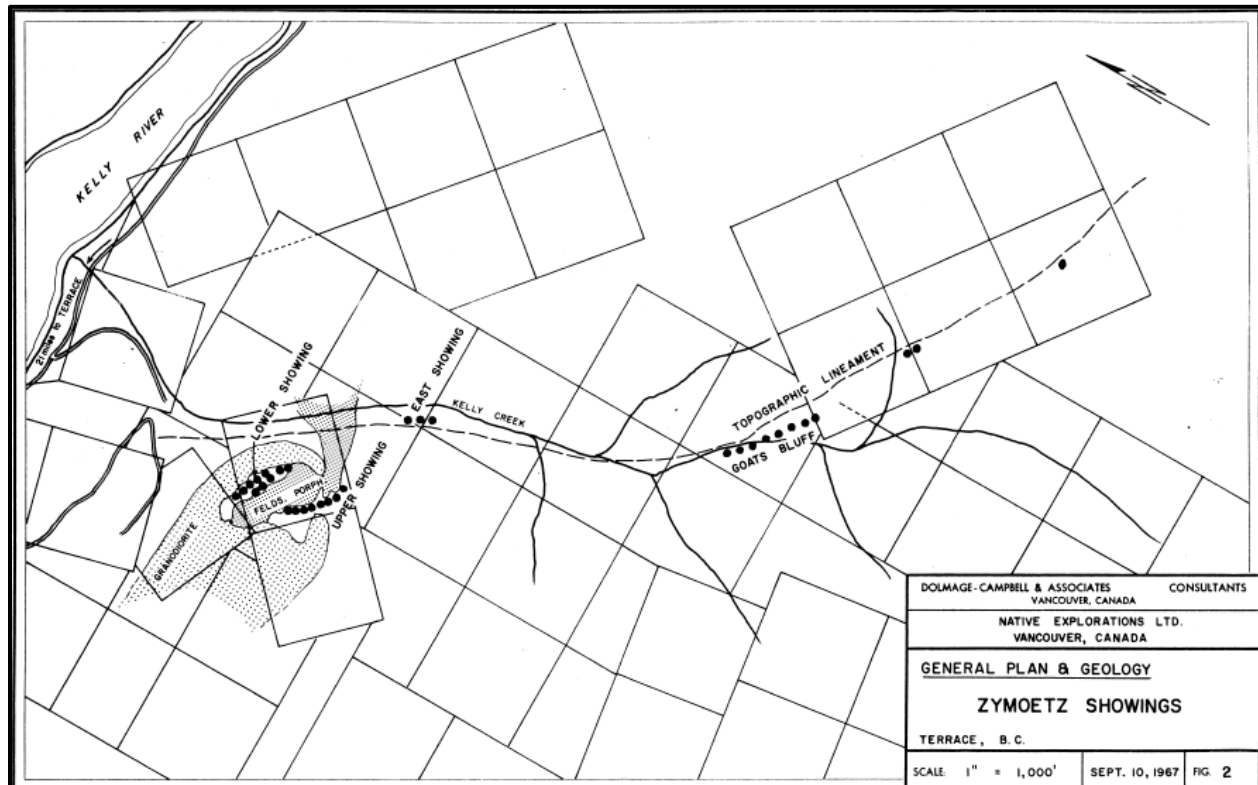 KELLY RIVER
21 miles to TERRACE
LOWER SHOWING
EAST SHOWING
KELLY CREEK
UPPER SHOWING
FELDS. PORPH.
GRANODIORITE
TOPOGRAPHIC LINEAMENT
GOATS BLUFF
N
DOLMAGE-CAMPBELL & ASSOCIATES CONSULTANTS
VANCOUVER, CANADA
NATIVE EXPLORATIONS LTD.
VANCOUVER, CANADA
GENERAL PLAN & GEOLOGY
ZYMOETZ SHOWINGS
TERRACE, B.C.
SCALE: 1" = 1,000' SEPT. 10, 1967 FIG. 2